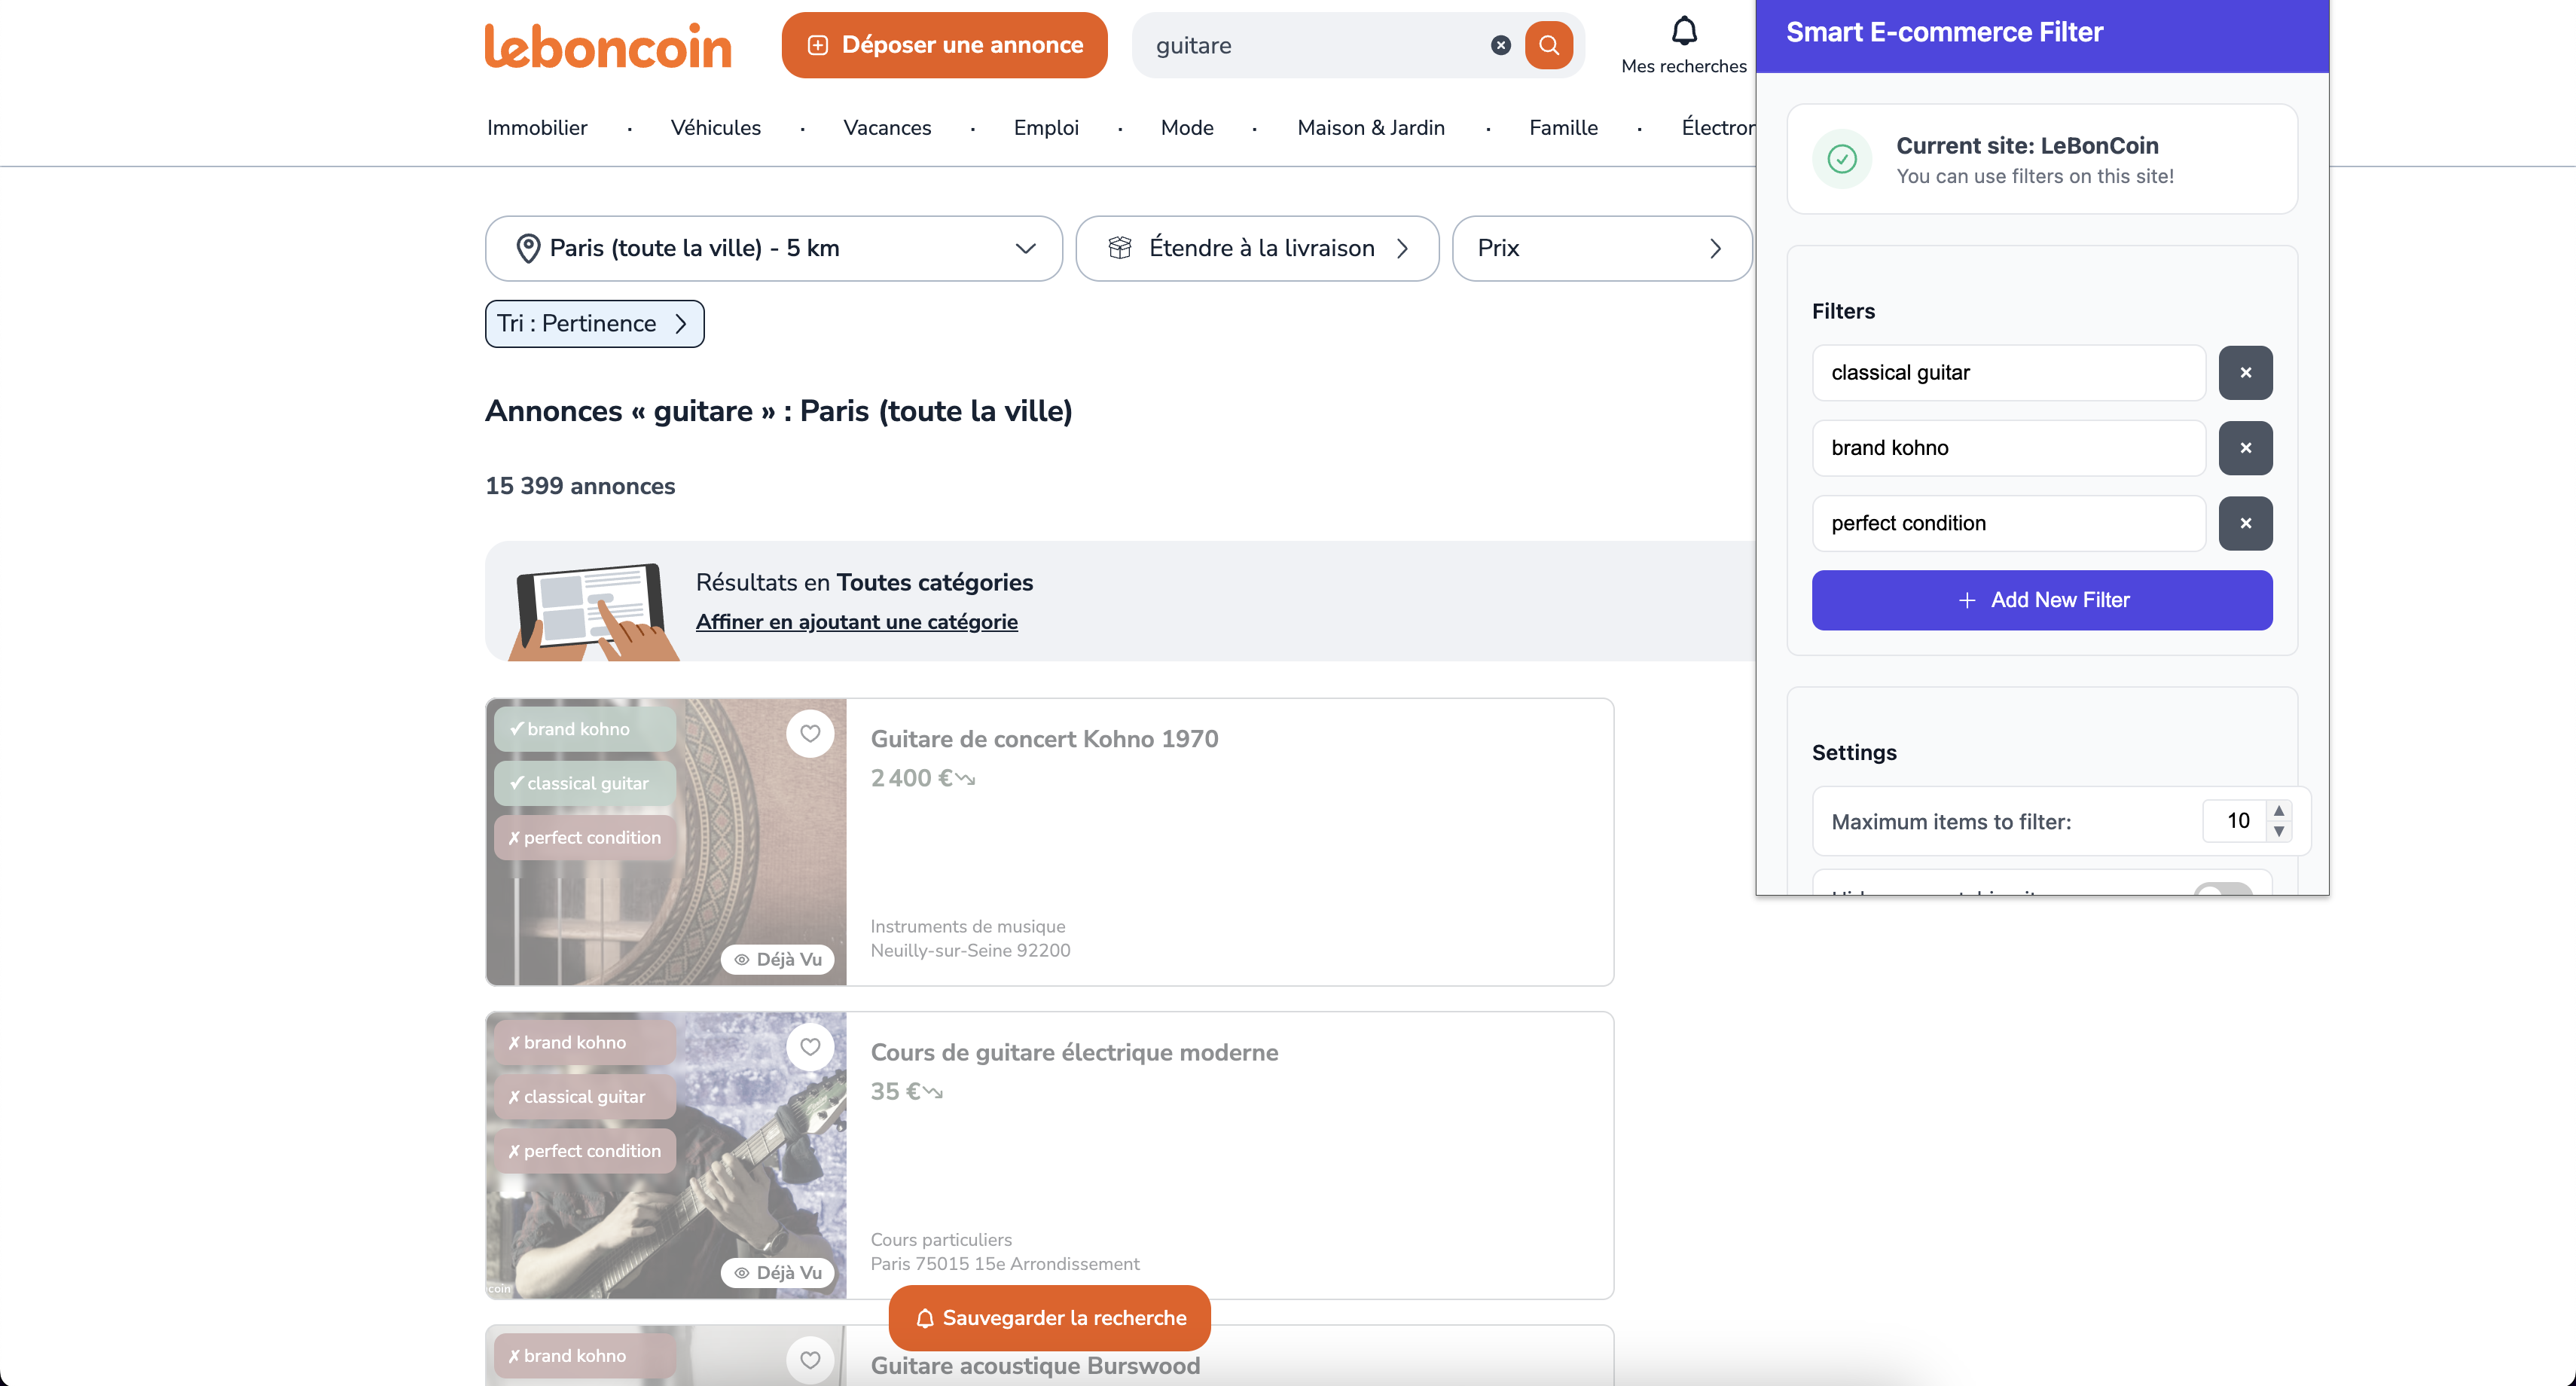 leboncoin
Déposer une annonce
guitare
Mes recherches
Immobilier · Véhicules · Vacances · Emploi · Mode · Maison & Jardin · Famille · Électror
Paris (toute la ville) - 5 km
Étendre à la livraison
Prix
Tri : Pertinence
Annonces « guitare » : Paris (toute la ville)
15 399 annonces
Résultats en Toutes catégories
Affiner en ajoutant une catégorie
✓ brand kohno
✓ classical guitar
✗ perfect condition
Déjà Vu
Guitare de concert Kohno 1970
2 400 €
Instruments de musique
Neuilly-sur-Seine 92200
✗ brand kohno
✗ classical guitar
✗ perfect condition
coin
Déjà Vu
Cours de guitare électrique moderne
35 €
Cours particuliers
Paris 75015 15e Arrondissement
Sauvegarder la recherche
✗ brand kohno
Guitare acoustique Burswood
Smart E-commerce Filter
Current site: LeBonCoin
You can use filters on this site!
Filters
classical guitar ×
brand kohno ×
perfect condition ×
+ Add New Filter
Settings
Maximum items to filter: 10